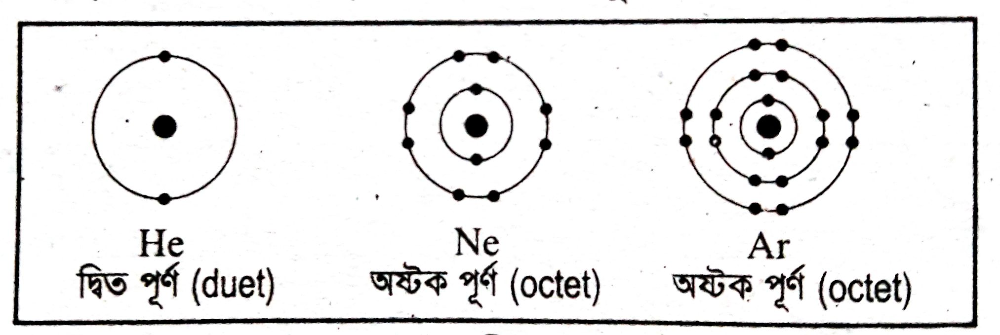 He Ne Ar
দ্বিত পূর্ণ (duet) অষ্টক পূর্ণ (octet) অষ্টক পূর্ণ (octet)